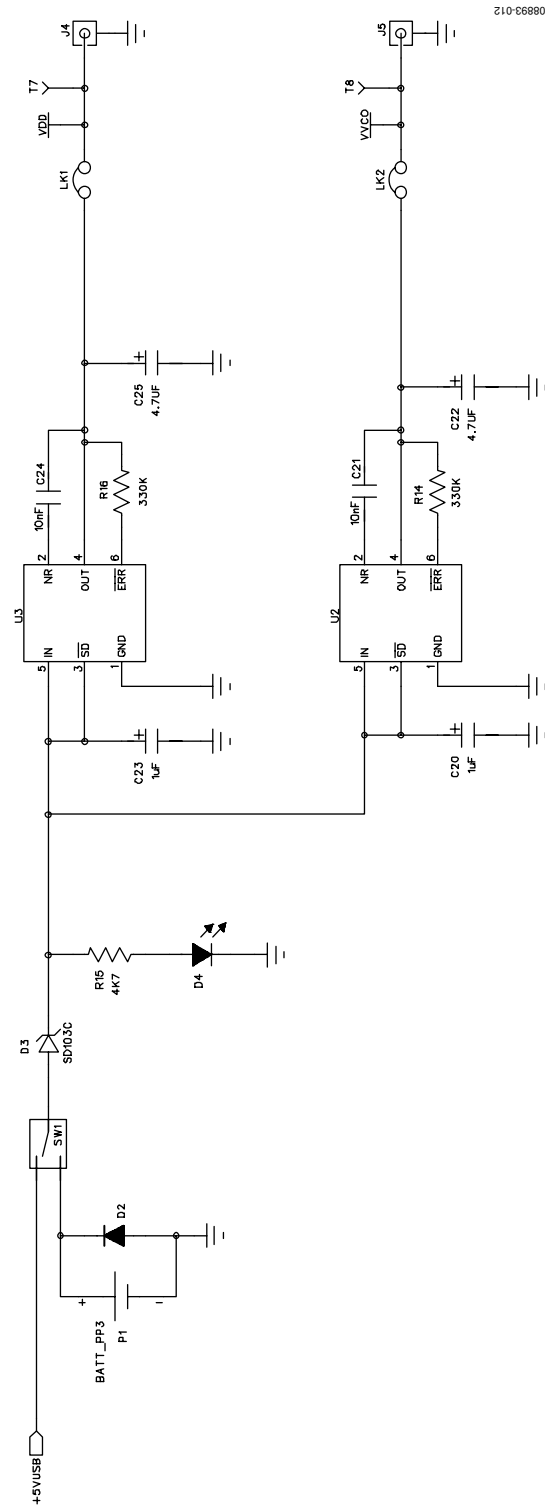 +5VUSB
BATT_PP3
P1
+
−
D2
SW1
D3
SD103C
R15
4K7
D4
C23
1uF
+
U3
5
IN
3
SD
1
GND
NR
2
OUT
4
ERR
6
C24
10nF
R16
330K
C25
4.7UF
+
LK1
VDD
T7
J4
C20
1uF
+
U2
5
IN
3
SD
1
GND
NR
2
OUT
4
ERR
6
C21
10nF
R14
330K
C22
4.7UF
+
LK2
VVCO
T8
J5
08893-012